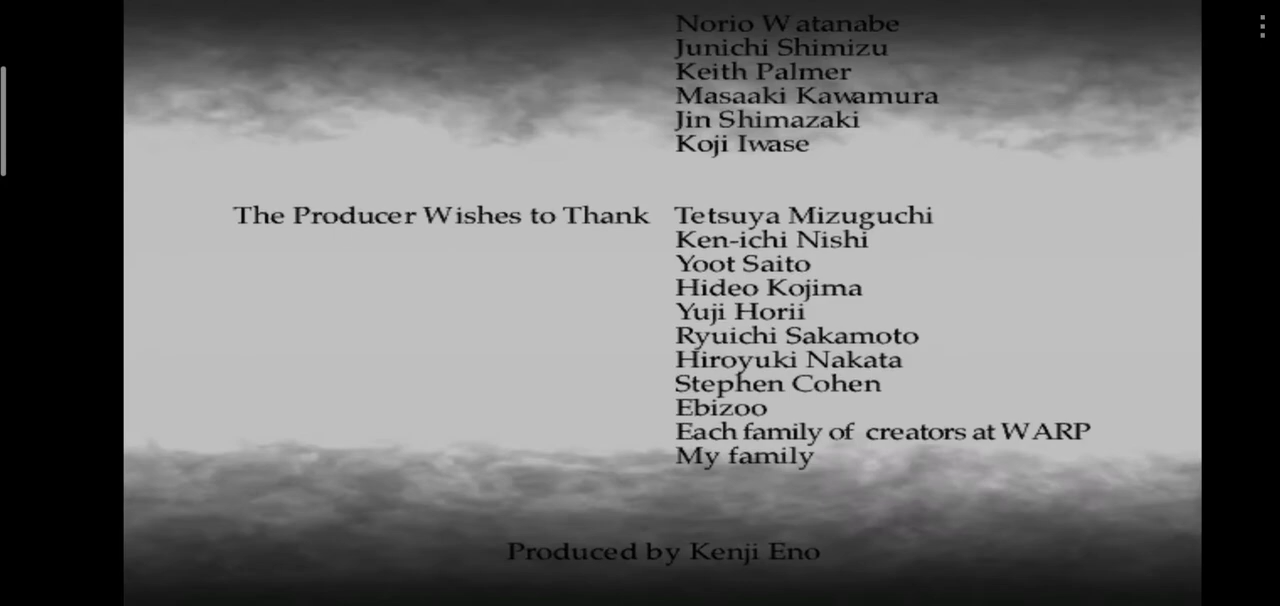 Norio Watanabe
Junichi Shimizu
Keith Palmer
Masaaki Kawamura
Jin Shimazaki
Koji Iwase
The Producer Wishes to Thank Tetsuya Mizuguchi
Ken-ichi Nishi
Yoot Saito
Hideo Kojima
Yuji Horii
Ryuichi Sakamoto
Hiroyuki Nakata
Stephen Cohen
Ebizoo
Each family of creators at WARP
My family
Produced by Kenji Eno